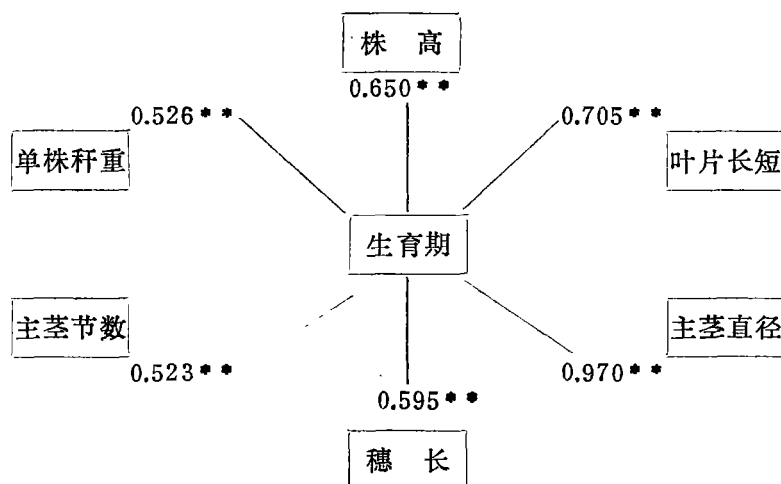 株 高
0.650**
0.526**
0.705**
单株秆重
叶片长短
生育期
主茎节数
主茎直径
0.523**
0.970**
0.595**
穗 长